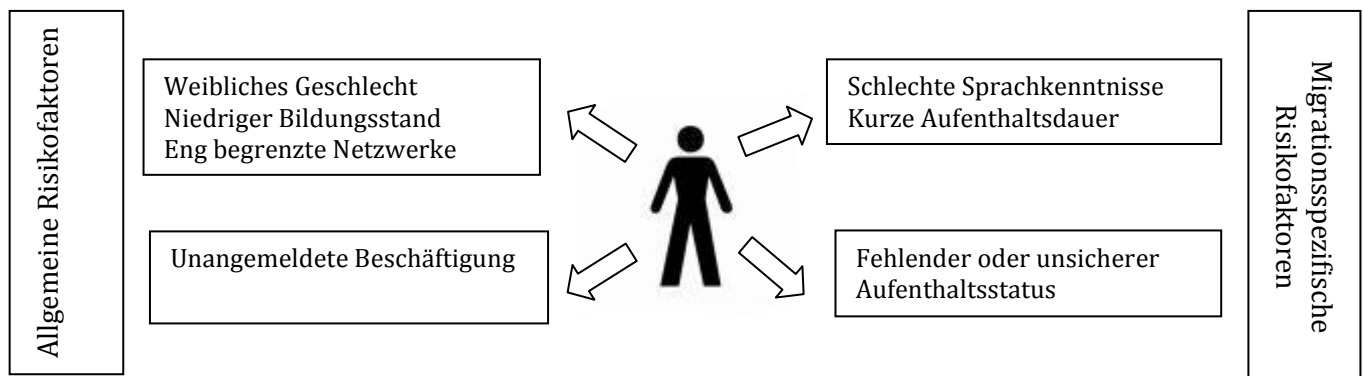 Allgemeine Risikofaktoren
Weibliches Geschlecht
Niedriger Bildungsstand
Eng begrenzte Netzwerke
Unangemeldete Beschäftigung
Schlechte Sprachkenntnisse
Kurze Aufenthaltsdauer
Fehlender oder unsicherer
Aufenthaltsstatus
Migrationsspezifische
Risikofaktoren